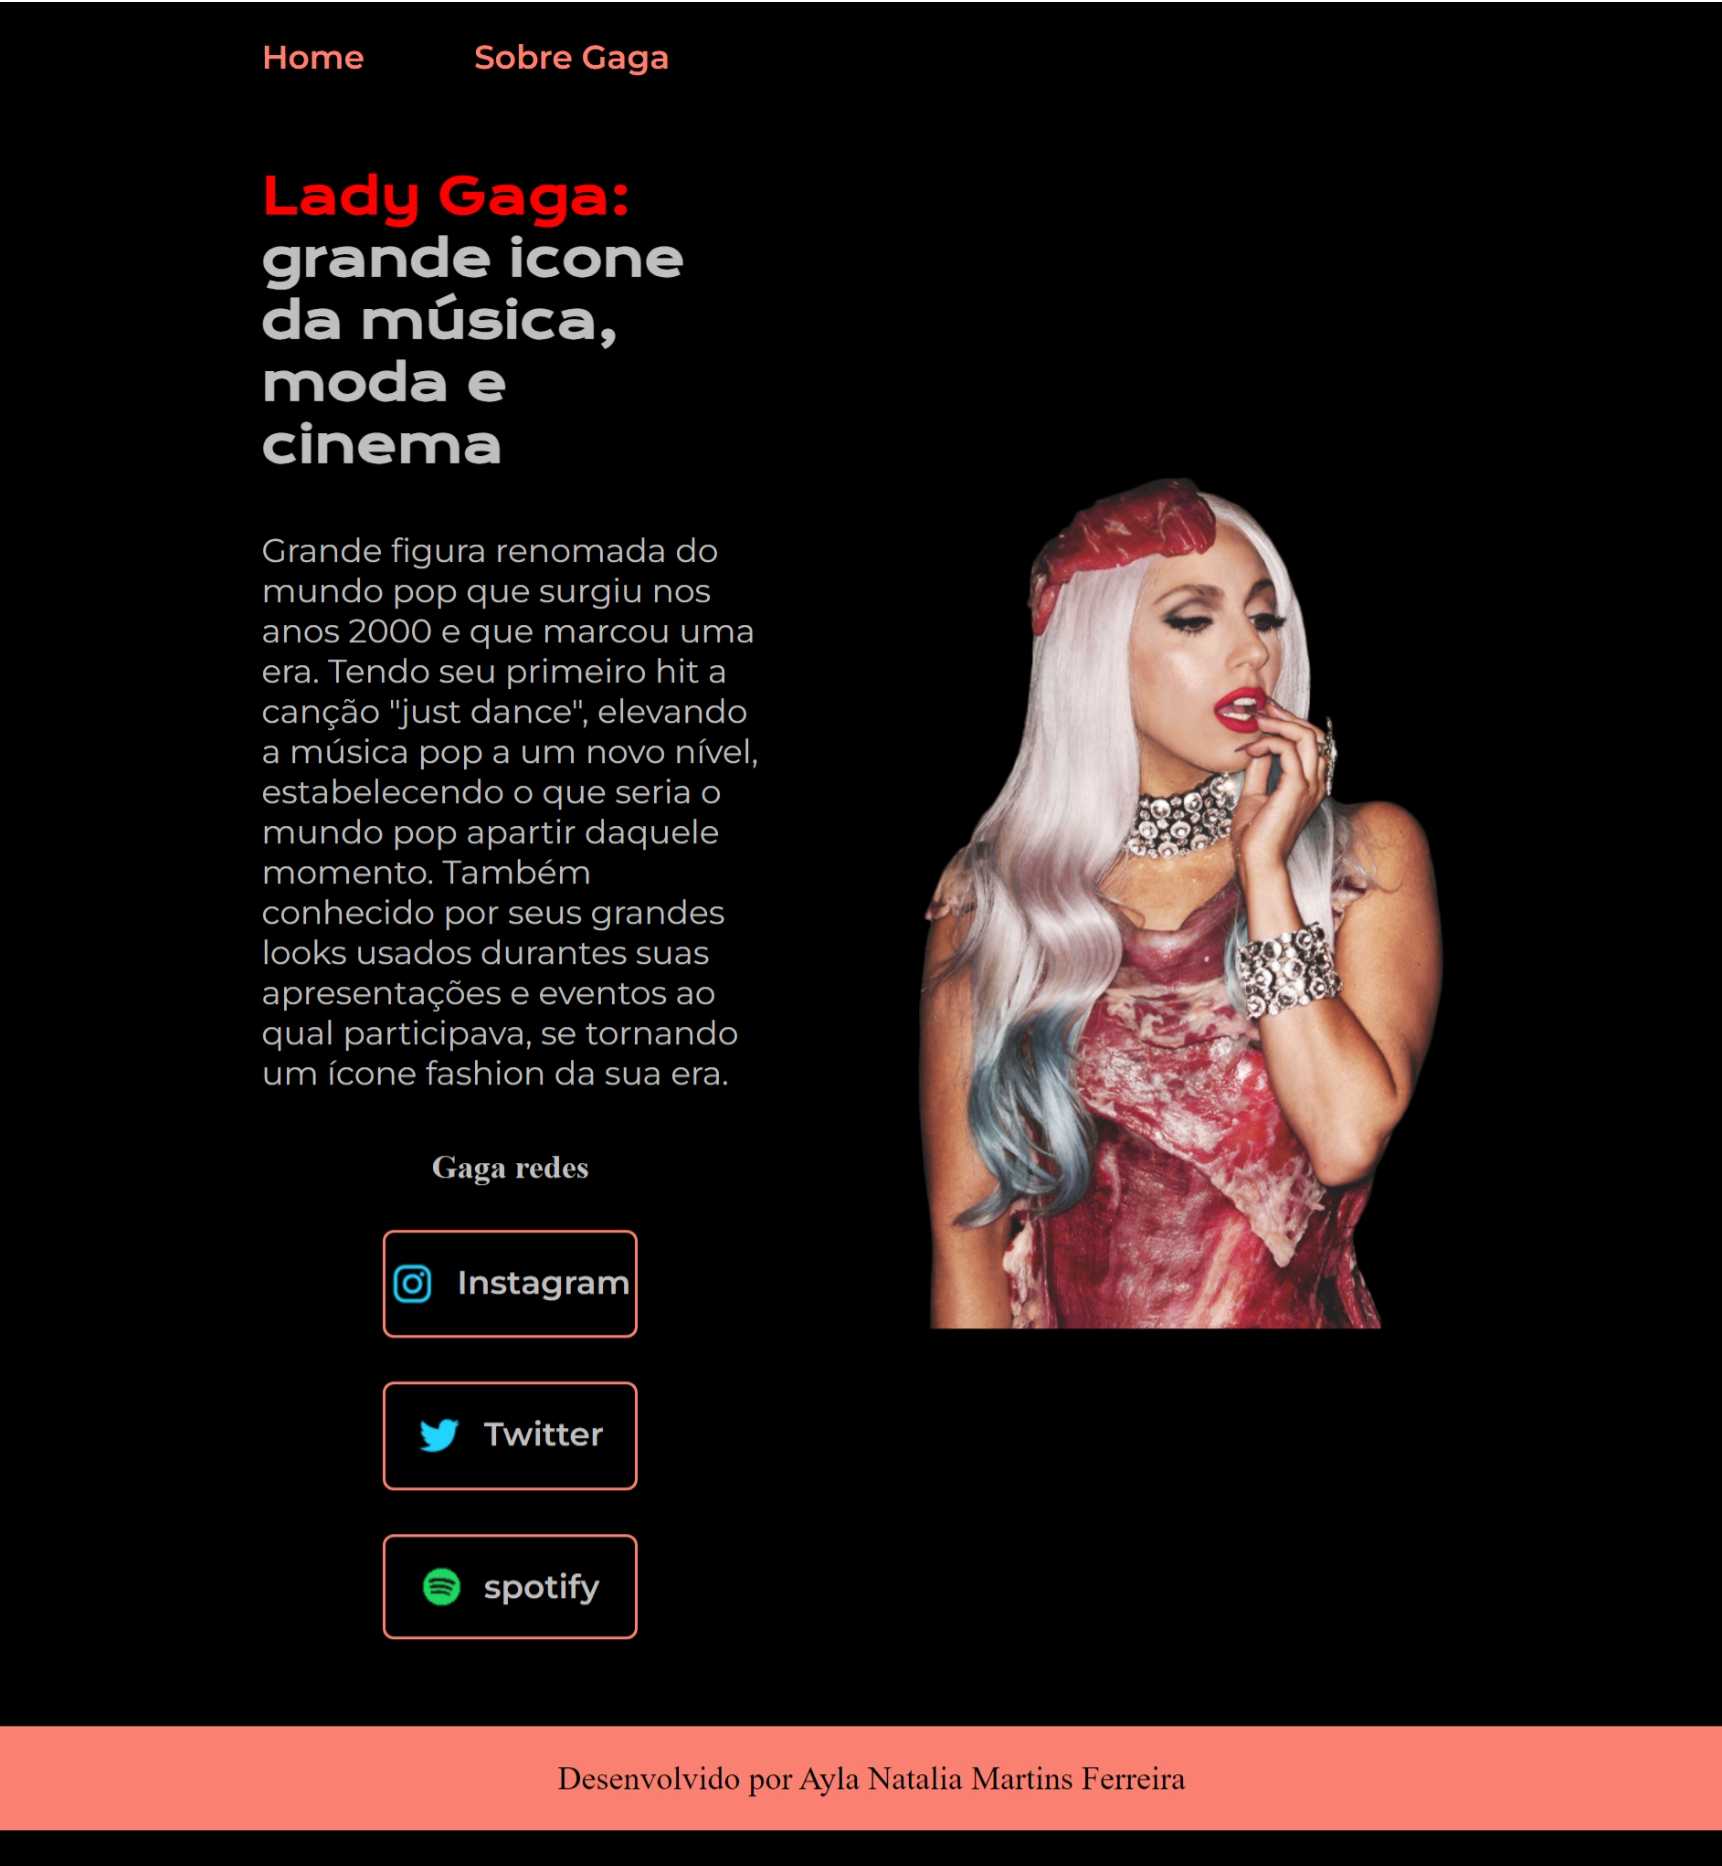 Home Sobre Gaga
Lady Gaga:
grande icone
da música,
moda e
cinema
Grande figura renomada do
mundo pop que surgiu nos
anos 2000 e que marcou uma
era. Tendo seu primeiro hit a
canção "just dance", elevando
a música pop a um novo nível,
estabelecendo o que seria o
mundo pop apartir daquele
momento. Também
conhecido por seus grandes
looks usados durantes suas
apresentações e eventos ao
qual participava, se tornando
um ícone fashion da sua era.
Gaga redes
Instagram
Twitter
spotify
Desenvolvido por Ayla Natalia Martins Ferreira